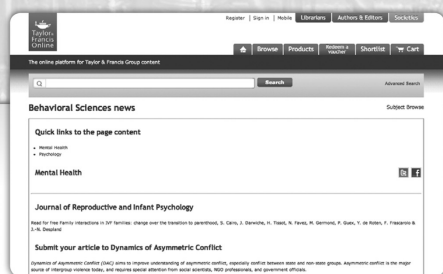 Register | Sign in | Mobile Librarians Authors & Editors Societies
Taylor & Francis Online
Browse Products Redeem a voucher Shortlist Cart
The online platform for Taylor & Francis Group content
Search
Advanced Search
Behavioral Sciences news
Subject Browse
Quick links to the page content
Mental Health
Psychology
Mental Health
Journal of Reproductive and Infant Psychology
Read for Free Family interactions in IVF families: change over the transition to parenthood, S. Cairo, J. Darwiche, H. Tissot, N. Favez, M. Germond, P. Guex, Y. de Roten, F. Frascarolo &
J.-N. Despland
Submit your article to Dynamics of Asymmetric Conflict
Dynamics of Asymmetric Conflict (DAC) aims to improve understanding of asymmetric conflict, especially conflict between state and non-state groups. Asymmetric conflict is the major
source of intergroup violence today, and requires special attention from social scientists, NGO professionals, and government officials.